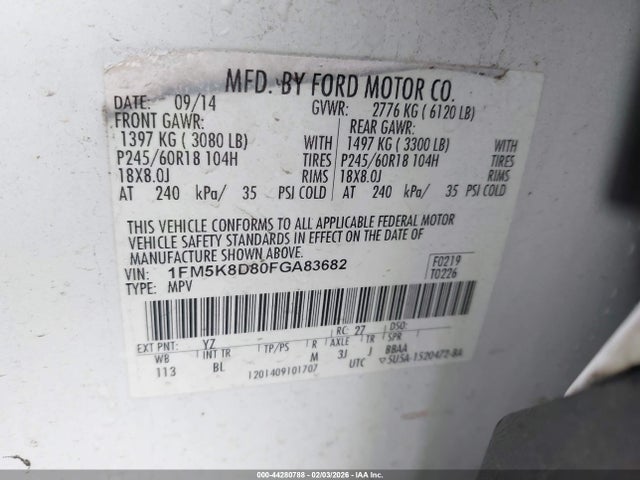 MFD. BY FORD MOTOR CO.
DATE: 09/14 GVWR: 2776 KG ( 6120 LB)
FRONT GAWR: REAR GAWR:
1397 KG ( 3080 LB) WITH 1497 KG ( 3300 LB) WITH
P245/60R18 104H TIRES P245/60R18 104H TIRES
18X8.0J RIMS 18X8.0J RIMS
AT 240 kPa/ 35 PSI COLD AT 240 kPa/ 35 PSI COLD
THIS VEHICLE CONFORMS TO ALL APPLICABLE FEDERAL MOTOR
VEHICLE SAFETY STANDARDS IN EFFECT ON THE DATE OF
MANUFACTURE SHOWN ABOVE.
VIN: 1FM5K8D80FGA83682 F0219
TYPE: MPV T0226
EXT PNT: YZ RC: 27 DSO:
WB INT TR TP/PS R AXLE TR SPR
113 BL M 3J J BBAA
1201409101707 UTC 5U5A-1520472-BA
000-44280788 - 02/03/2026 - IAAI.COM